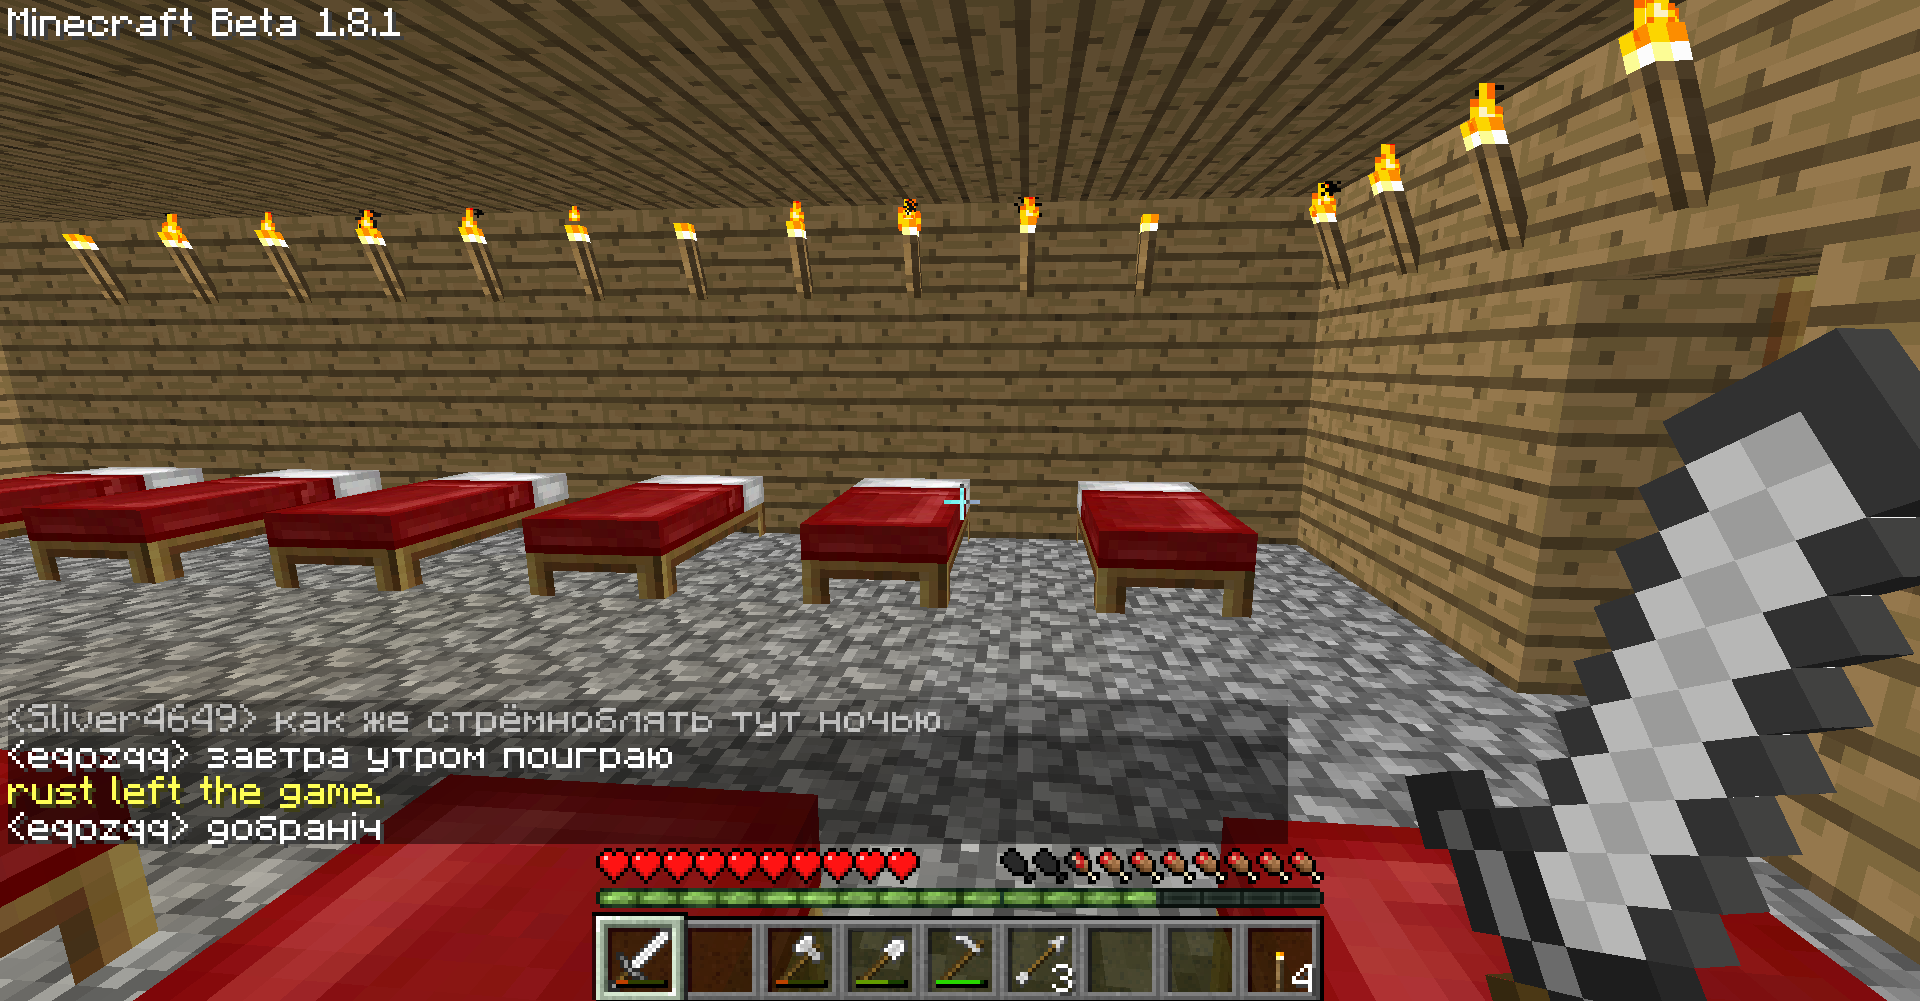 Minecraft Beta 1.8.1
<Sliver4649> как же стрёмноблять тут ночью
<eqozqq> завтра утром поиграю
rust left the game.
<eqozqq> добраніч
3
4